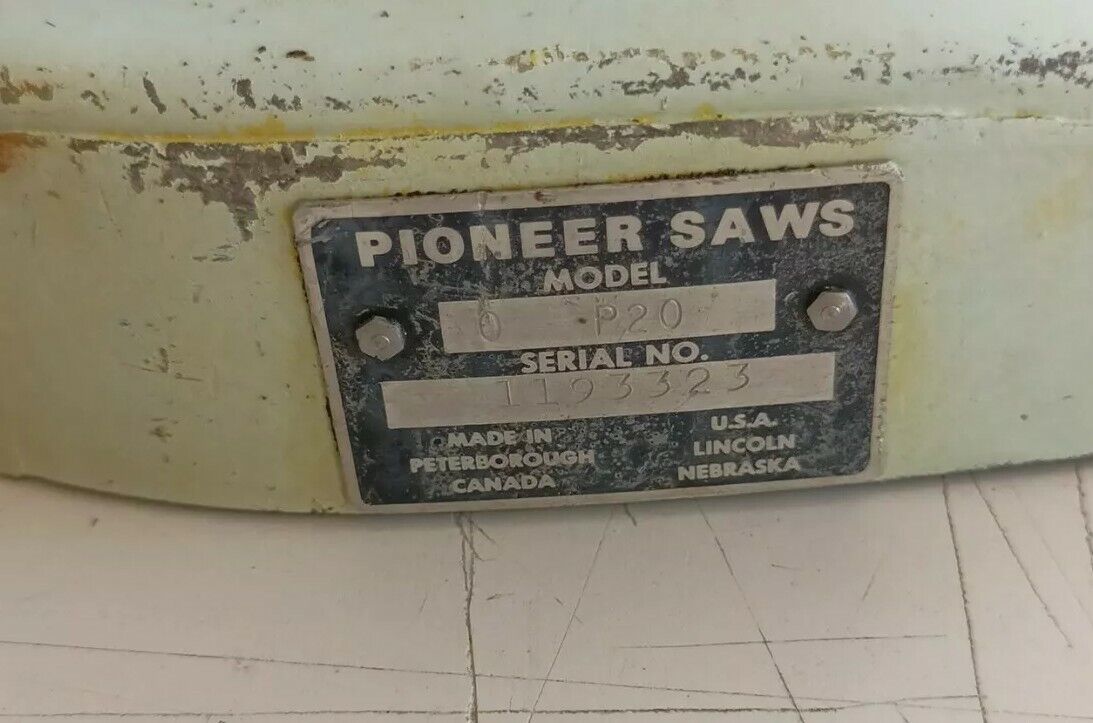 PIONEER SAWS
MODEL
0 P20
SERIAL NO.
1193323
MADE IN
PETERBOROUGH
CANADA
U.S.A.
LINCOLN
NEBRASKA